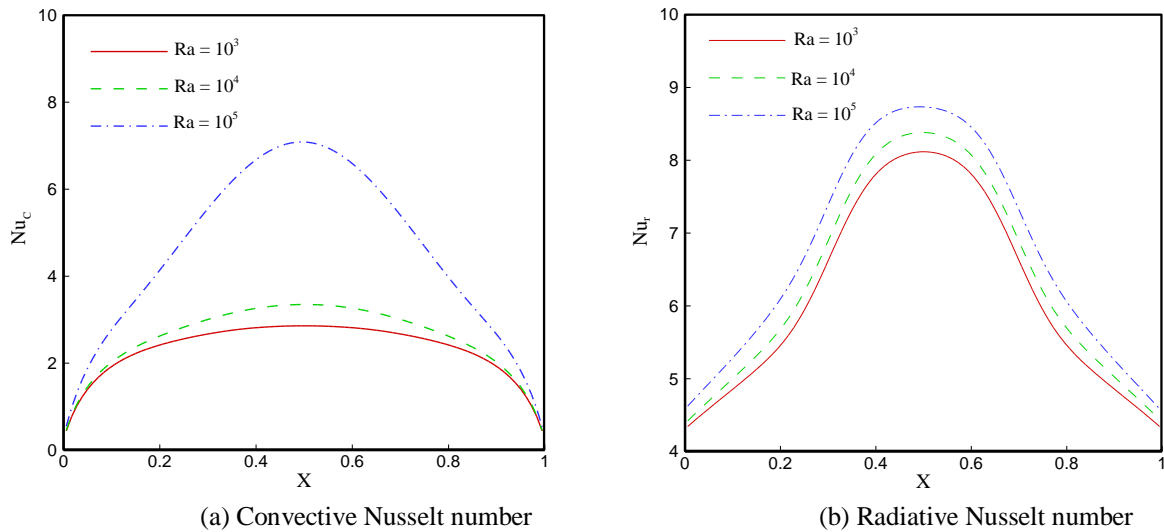 10
8
6
4
2
0
Nu_C
Ra = 10^3
Ra = 10^4
Ra = 10^5
0
0.2
0.4
0.6
0.8
1
X
(a) Convective Nusselt number
10
9
8
7
6
5
4
Nu_r
Ra = 10^3
Ra = 10^4
Ra = 10^5
0
0.2
0.4
0.6
0.8
1
X
(b) Radiative Nusselt number